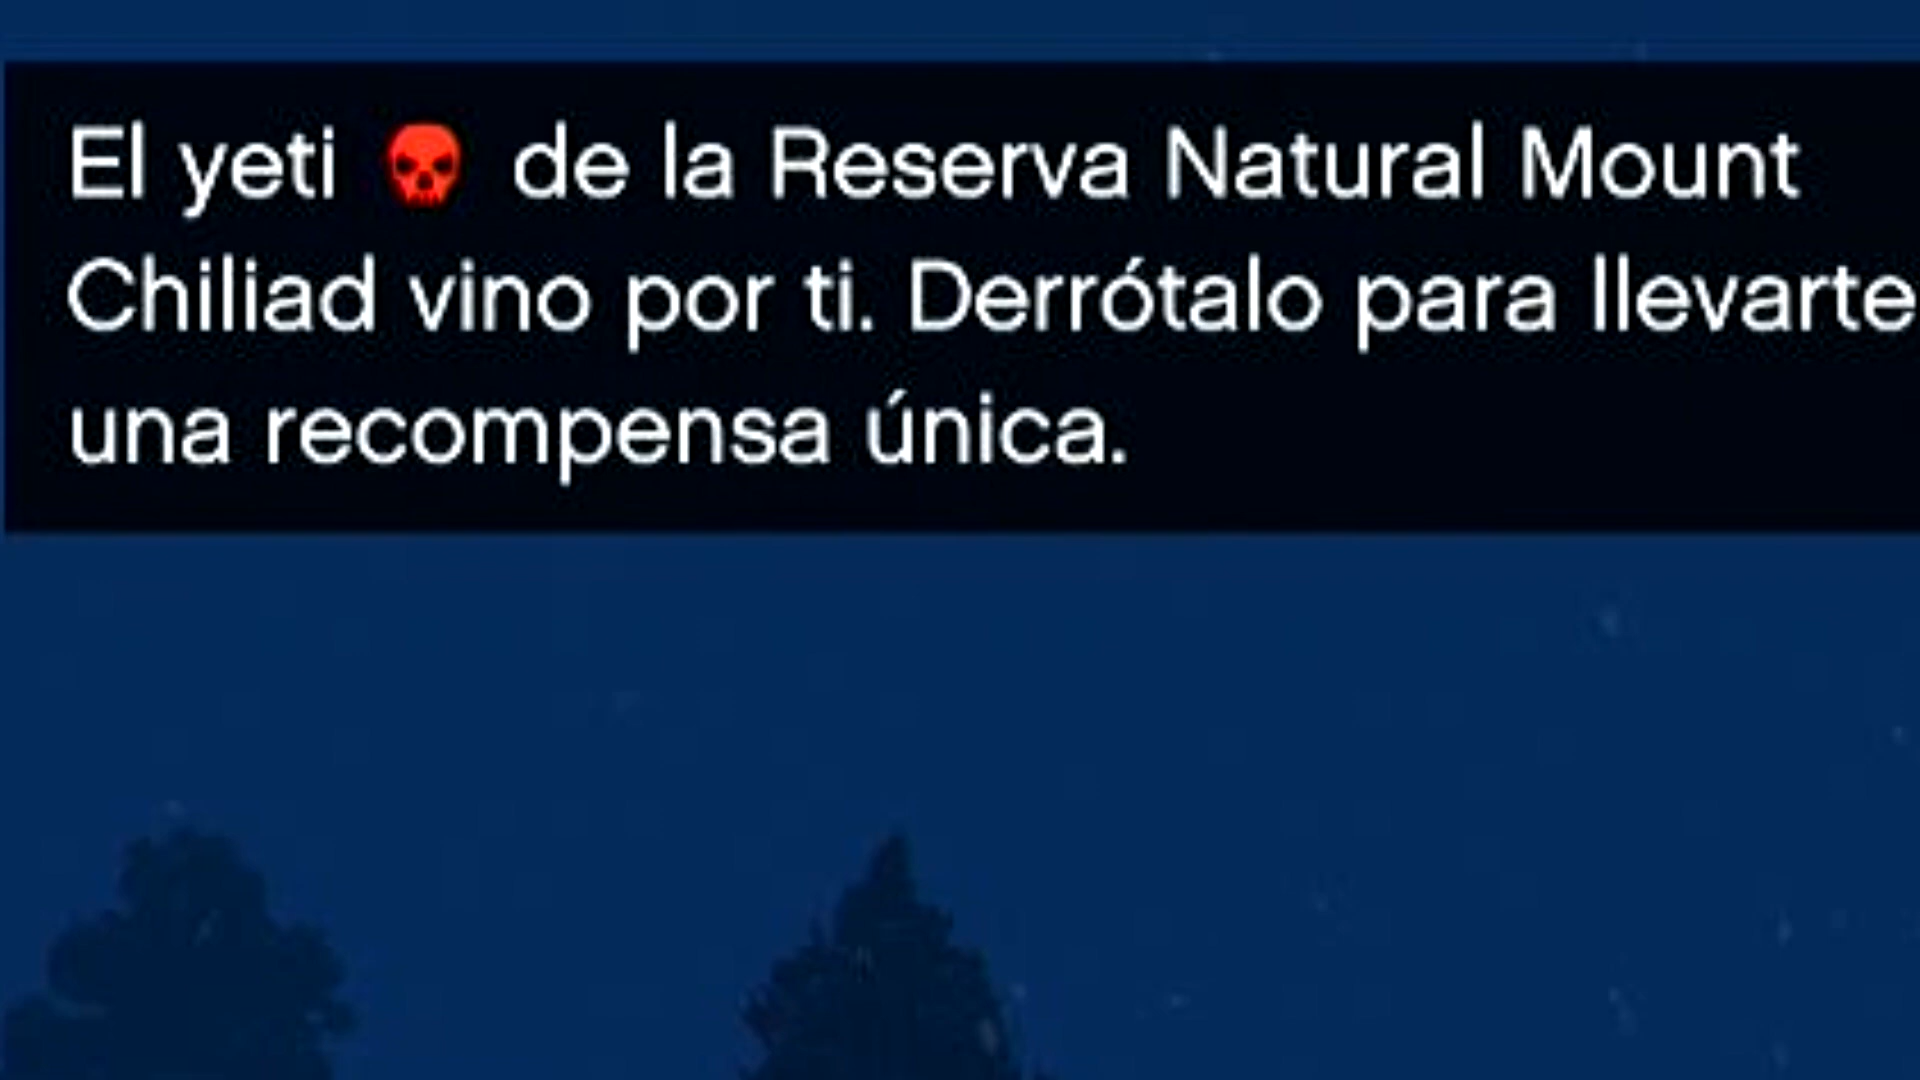 El yeti 💀 de la Reserva Natural Mount
Chiliad vino por ti. Derrótalo para llevarte
una recompensa única.